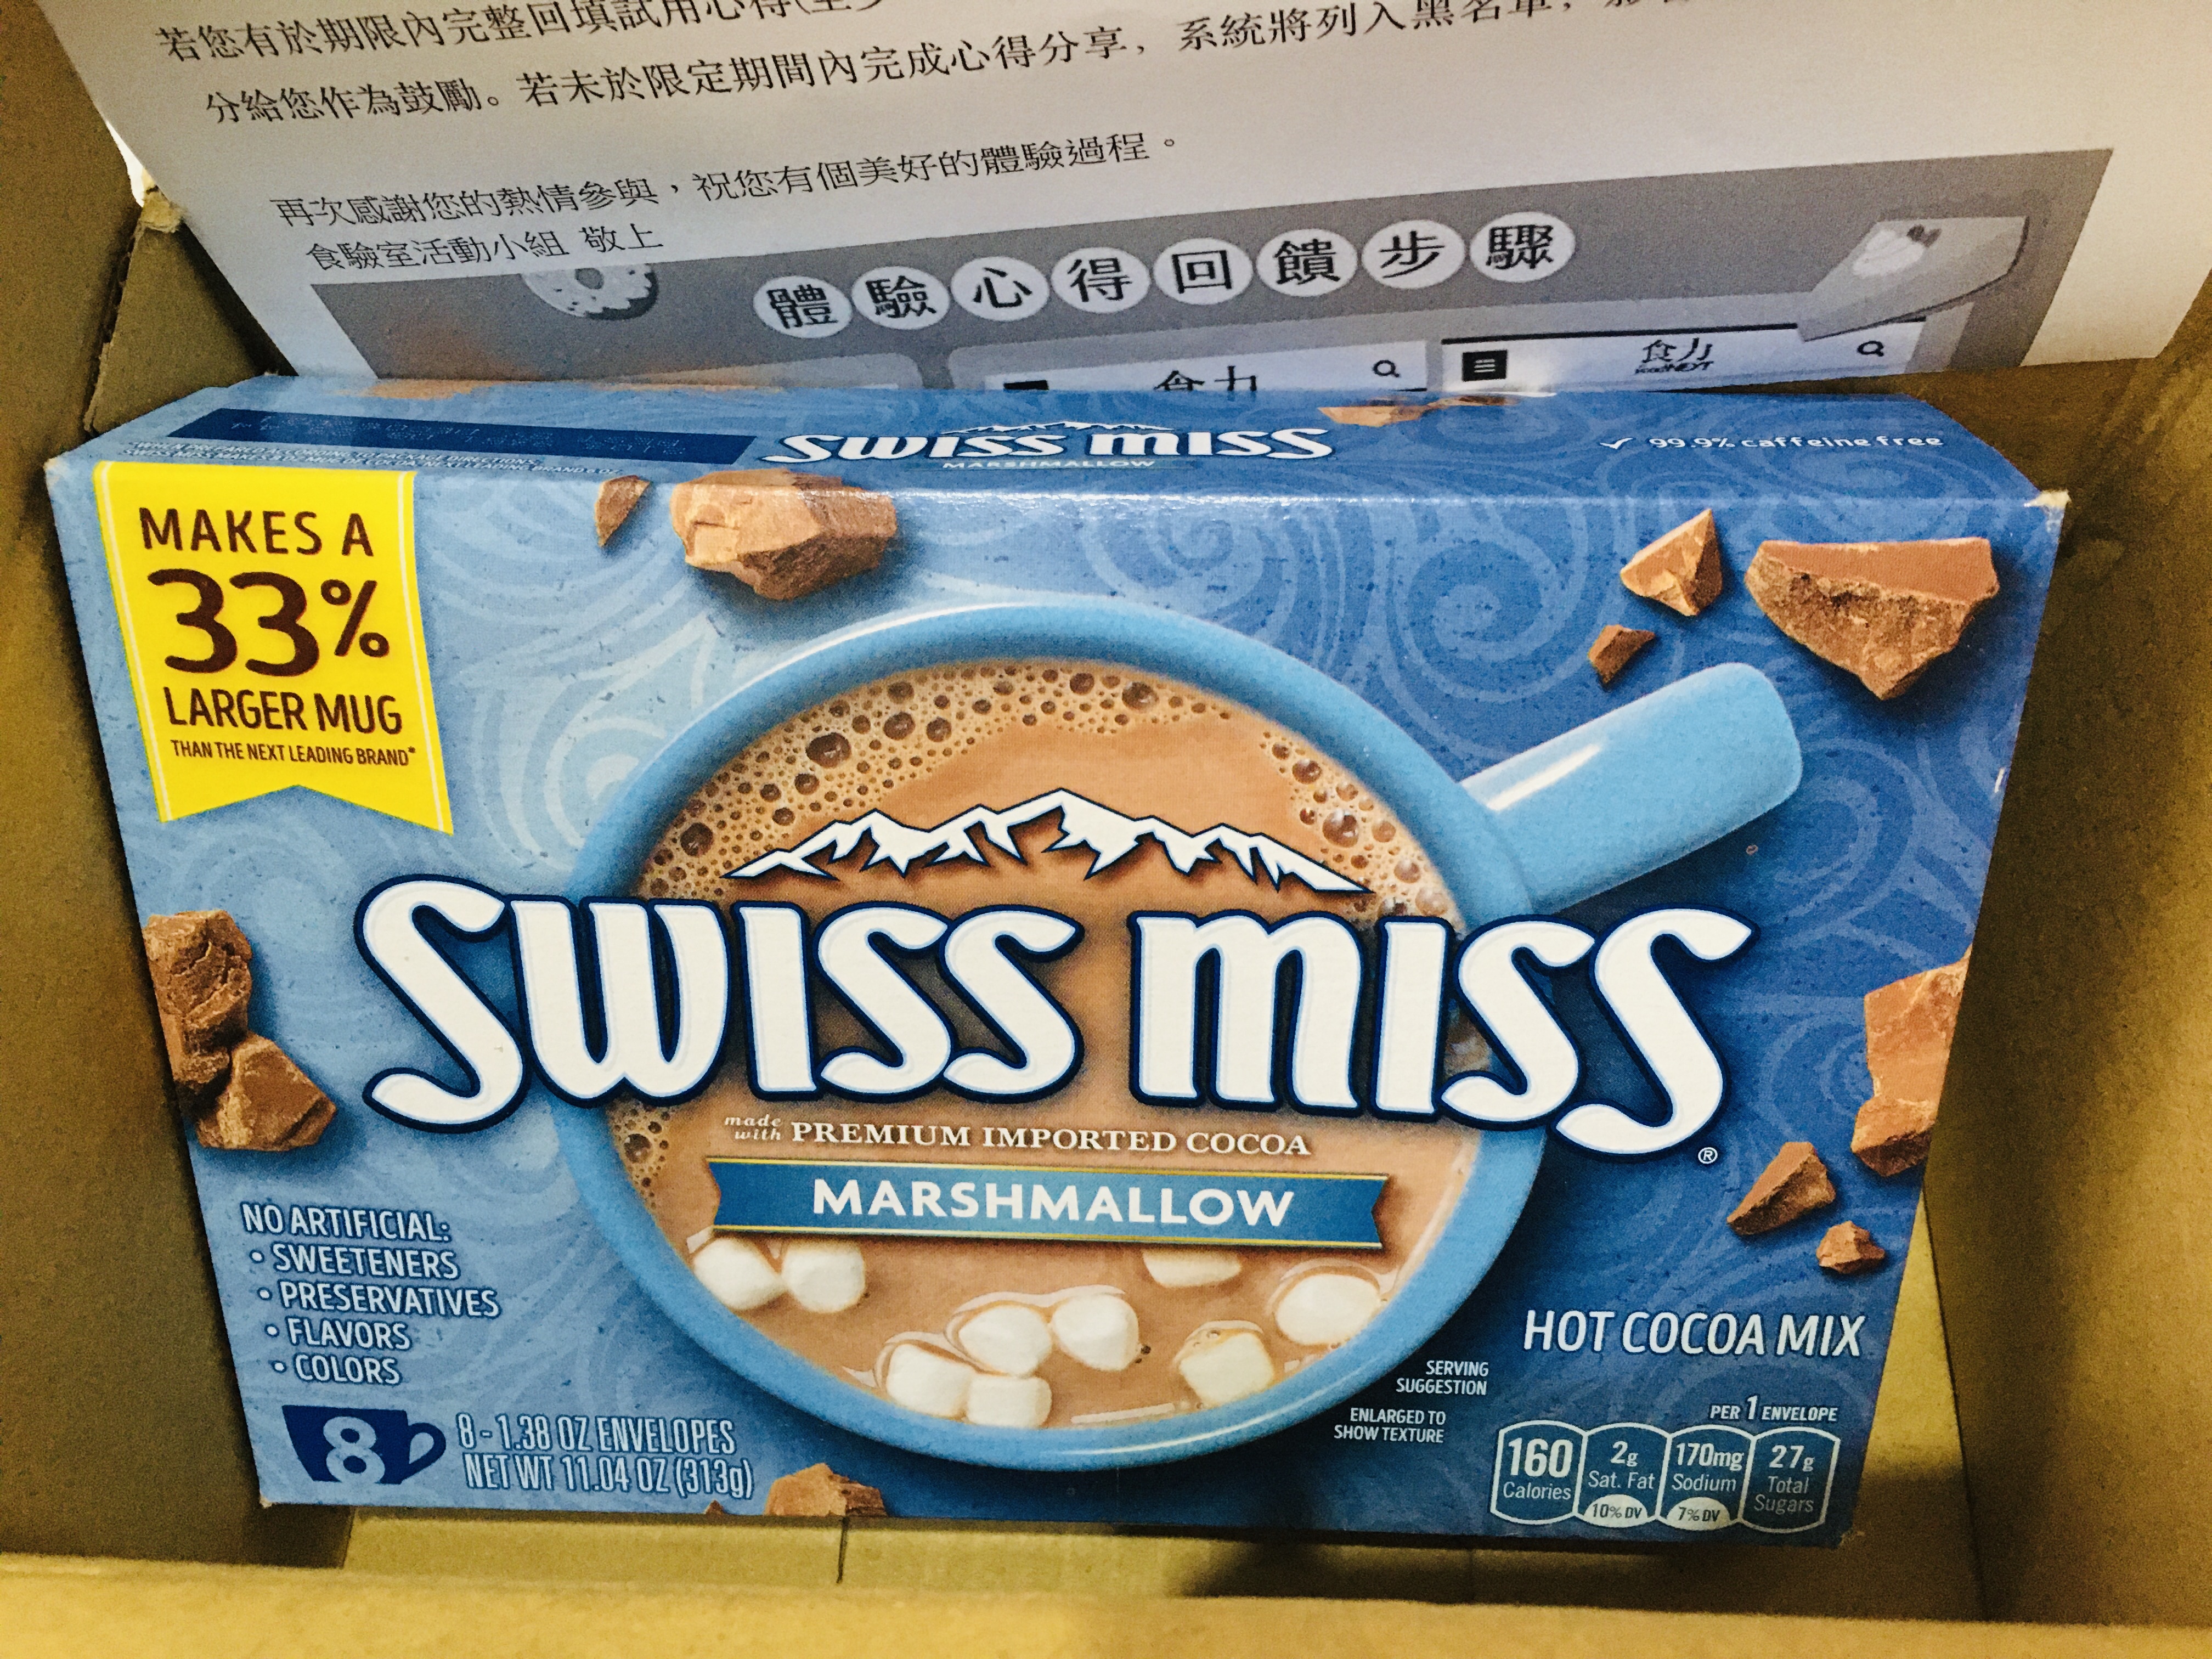 若您有於期限內完整回填試用心得
分給您作為鼓勵。若未於限定期間內完成心得分享，系統將列入黑名單，
再次感謝您的熱情參與，祝您有個美好的體驗過程。
食驗室活動小組 敬上
體驗心得回饋步驟
食力
食力
foodNEXT
SWISS MISS
MARSHMALLOW
✓ 99.9% caffeine free
MAKES A
33%
LARGER MUG
THAN THE NEXT LEADING BRAND*
SWISS MISS®
made with PREMIUM IMPORTED COCOA
MARSHMALLOW
NO ARTIFICIAL:
• SWEETENERS
• PRESERVATIVES
• FLAVORS
• COLORS
8
8 - 1.38 OZ ENVELOPES
NET WT 11.04 OZ (313g)
HOT COCOA MIX
SERVING
SUGGESTION
ENLARGED TO
SHOW TEXTURE
PER 1 ENVELOPE
160 Calories
2g Sat. Fat 10% DV
170mg Sodium 7% DV
27g Total Sugars